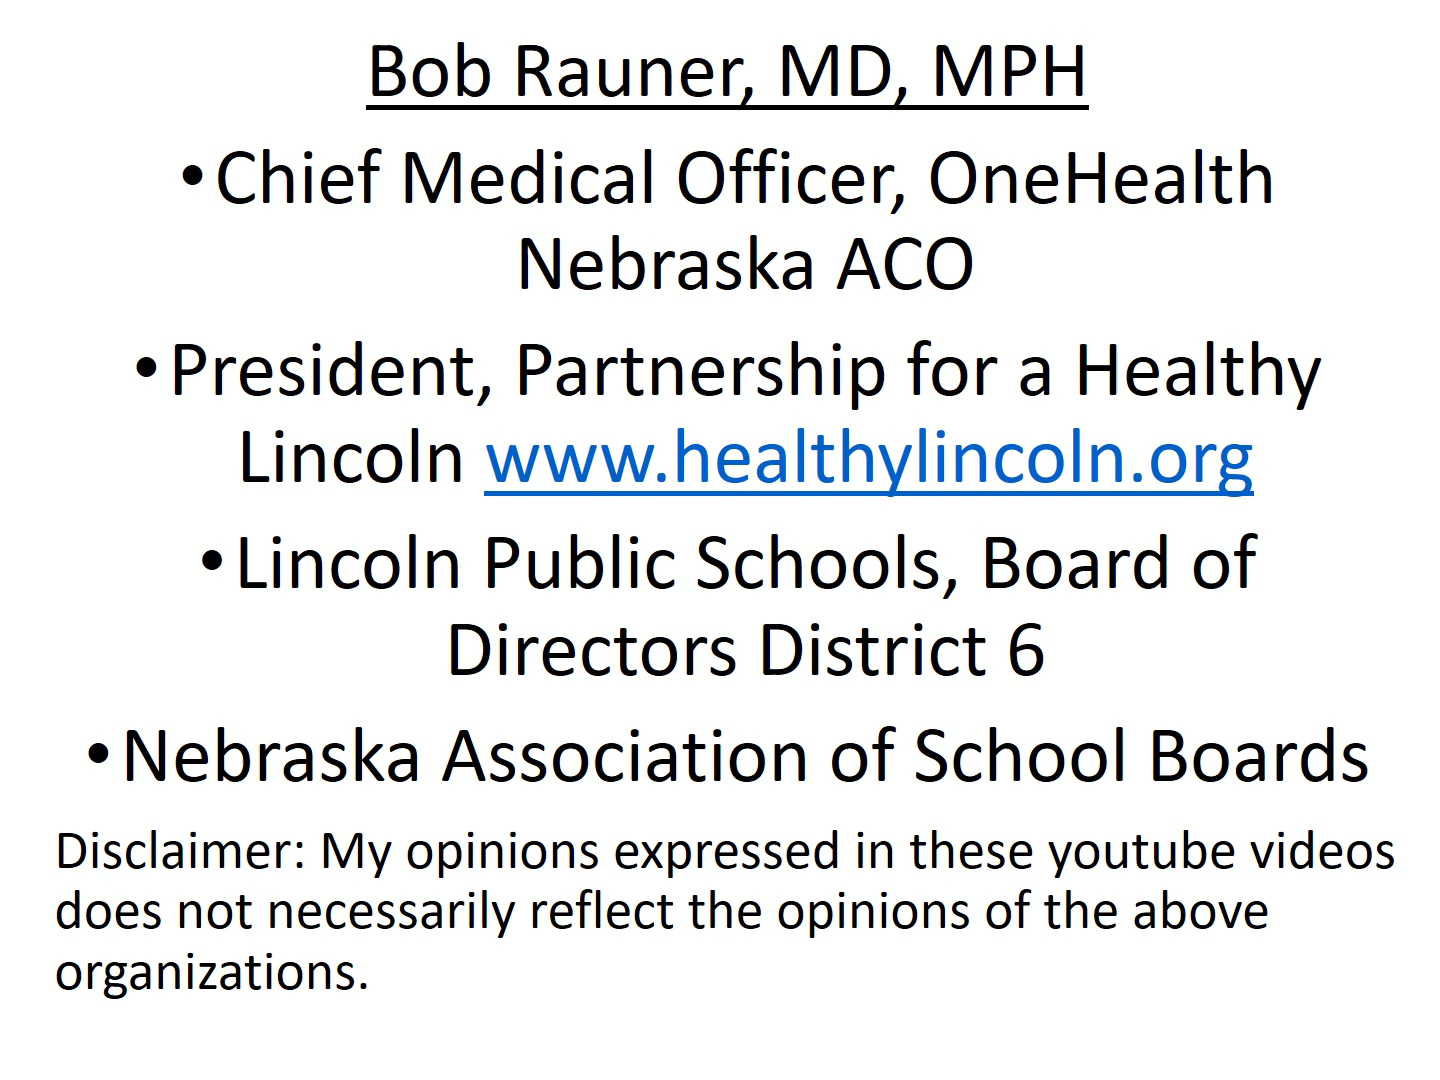 Bob Rauner, MD, MPH
•Chief Medical Officer, OneHealth
Nebraska ACO
•President, Partnership for a Healthy
Lincoln www.healthylincoln.org
•Lincoln Public Schools, Board of
Directors District 6
•Nebraska Association of School Boards
Disclaimer: My opinions expressed in these youtube videos
does not necessarily reflect the opinions of the above
organizations.